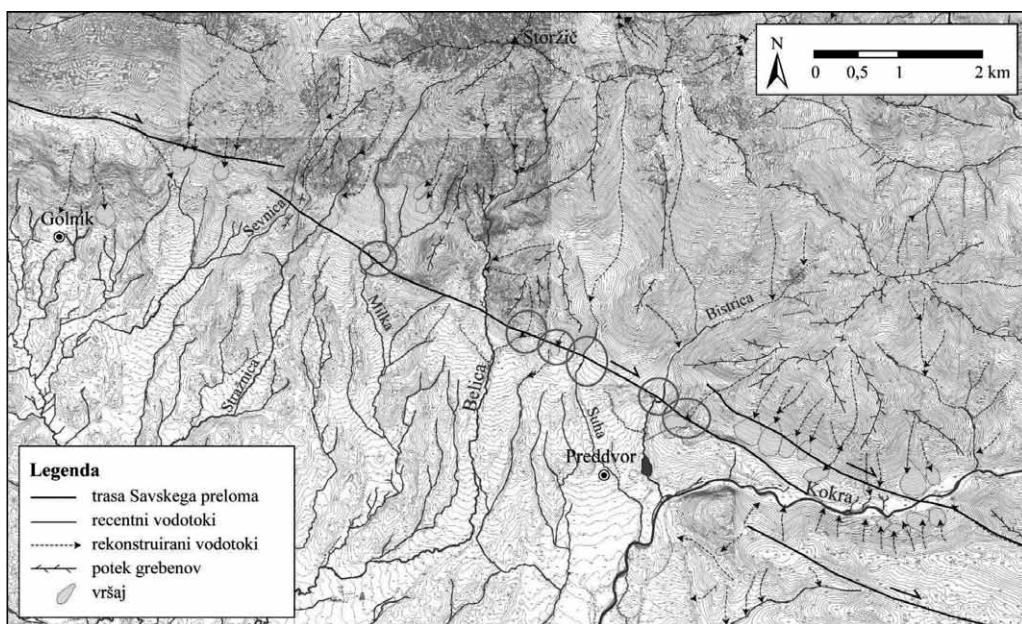 Storžič
N
0 0,5 1 2 km
Golnik
Ševnica
Milka
Bistrica
Stražnica
Belica
Suha
Preddvor
Kokra
Legenda
trasa Savskega preloma
recentni vodotoki
rekonstruirani vodotoki
potek grebenov
vršaj